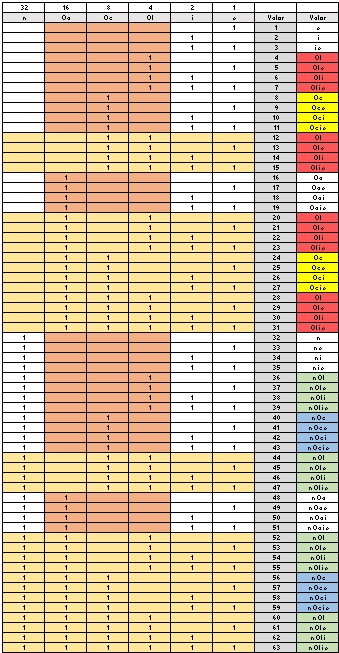 32 16 8 4 2 1
n Oa Oc Ol i e Valor Valor
1 1 e
1 2 i
1 1 3 ie
1 4 Ol
1 1 5 Ole
1 1 6 Oli
1 1 1 7 Olie
1 8 Oc
1 1 9 Oce
1 1 10 Oci
1 1 1 11 Ocie
1 1 12 Ol
1 1 1 13 Ole
1 1 1 14 Oli
1 1 1 1 15 Olie
1 16 Oa
1 1 17 Oae
1 1 18 Oai
1 1 1 19 Oaie
1 1 20 Ol
1 1 1 21 Ole
1 1 1 22 Oli
1 1 1 1 23 Olie
1 1 24 Oc
1 1 1 25 Oce
1 1 1 26 Oci
1 1 1 1 27 Ocie
1 1 1 28 Ol
1 1 1 1 29 Ole
1 1 1 1 30 Oli
1 1 1 1 1 31 Olie
1 32 n
1 1 33 ne
1 1 34 ni
1 1 1 35 nie
1 1 36 nOl
1 1 1 37 nOle
1 1 1 38 nOli
1 1 1 1 39 nOlie
1 1 40 nOc
1 1 1 41 nOce
1 1 1 42 nOci
1 1 1 1 43 nOcie
1 1 1 44 nOl
1 1 1 1 45 nOle
1 1 1 1 46 nOli
1 1 1 1 1 47 nOlie
1 1 48 nOa
1 1 1 49 nOae
1 1 1 50 nOai
1 1 1 1 51 nOaie
1 1 1 52 nOl
1 1 1 1 53 nOle
1 1 1 1 54 nOli
1 1 1 1 1 55 nOlie
1 1 1 56 nOc
1 1 1 1 57 nOce
1 1 1 1 58 nOci
1 1 1 1 1 59 nOcie
1 1 1 1 60 nOl
1 1 1 1 1 61 nOle
1 1 1 1 1 62 nOli
1 1 1 1 1 1 63 nOlie